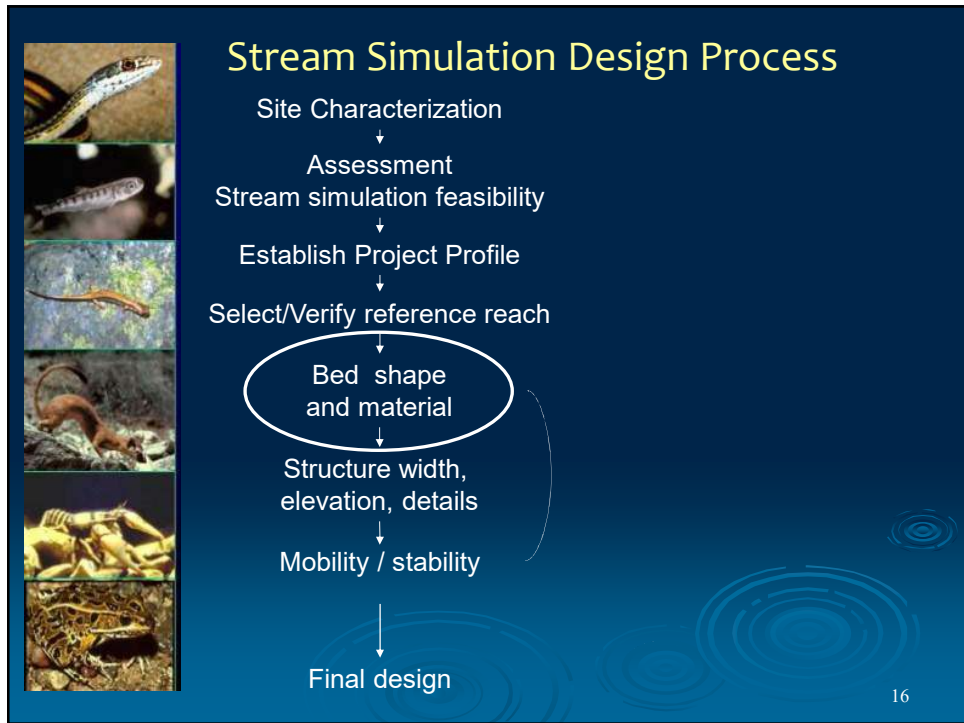 Stream Simulation Design Process
Site Characterization
Assessment
Stream simulation feasibility
Establish Project Profile
Select/Verify reference reach
Bed shape
and material
Structure width,
elevation, details
Mobility / stability
Final design
16